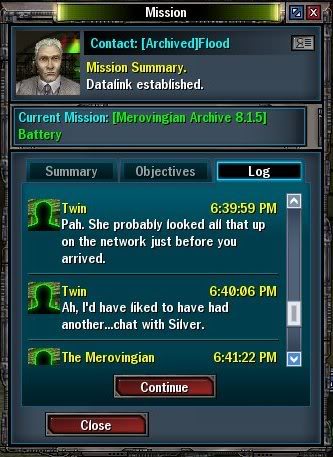 Mission
Contact: [Archived]Flood
Mission Summary.
Datalink established.
Current Mission: [Merovingian Archive 8.1.5]
Battery
Summary
Objectives
Log
Twin 6:39:59 PM
Pah. She probably looked all that up
on the network just before you
arrived.
Twin 6:40:06 PM
Ah, I'd have liked to have had
another...chat with Silver.
The Merovingian 6:41:22 PM
Continue
Close